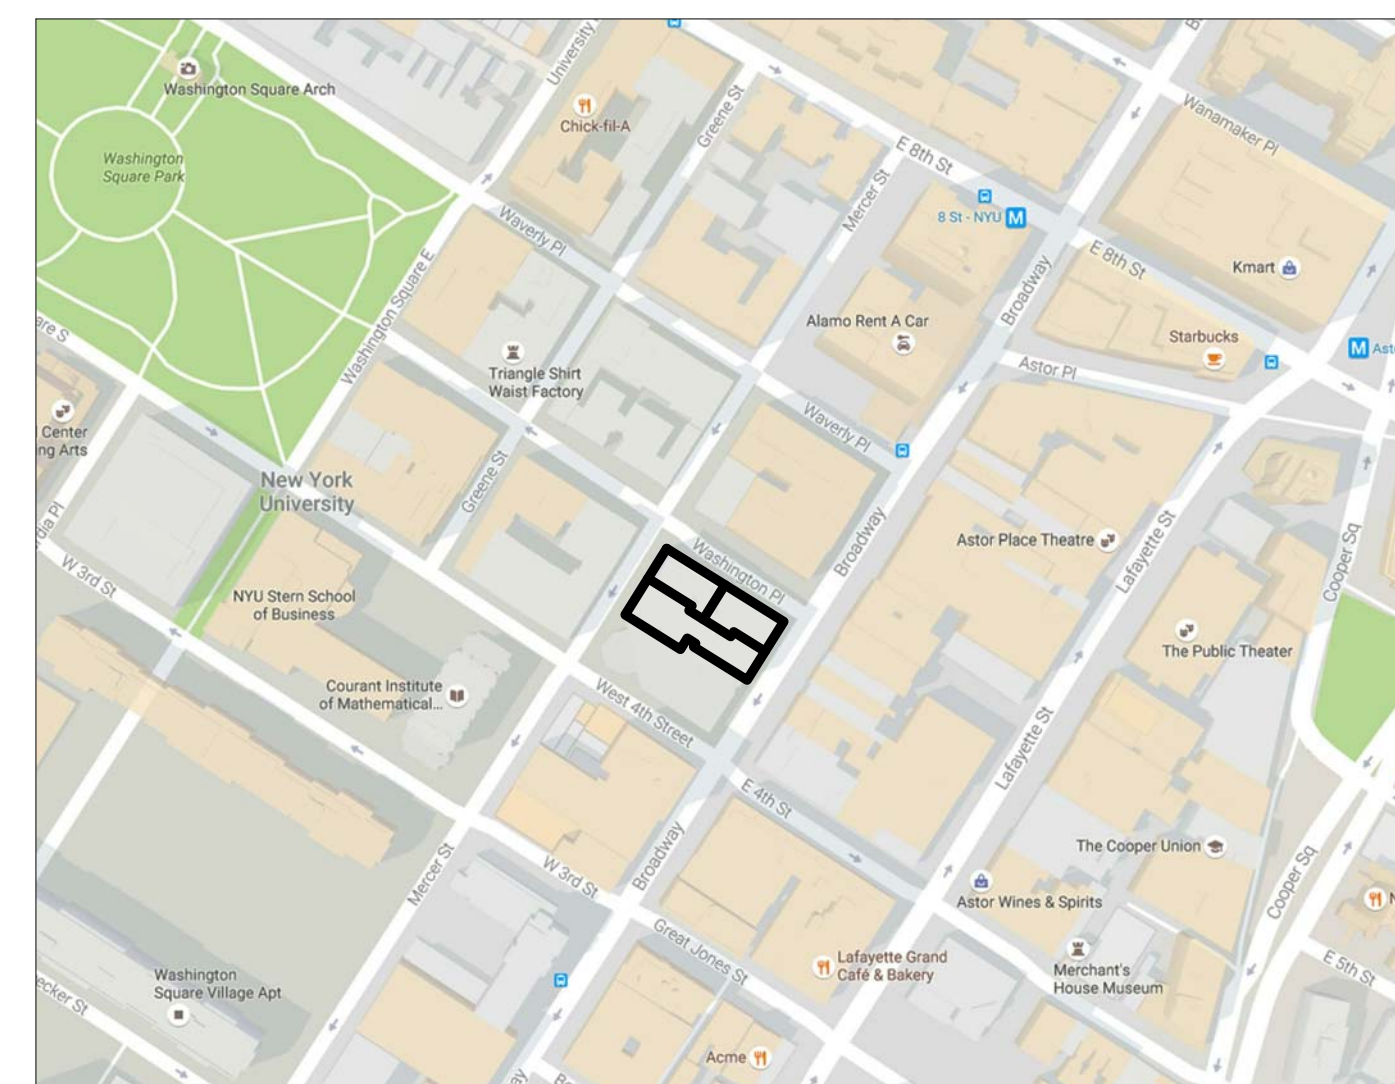 University
Washington Square Arch
Chick-fil-A
Greene St
Wanamaker Pl
Washington
Square Park
E 8th St
Mercer St
8 St - NYU
M
Waverly Pl
E 8th St
Kmart
Washington Square E
Broadway
Alamo Rent A Car
Starbucks
M
Triangle Shirt
Waist Factory
Astor Pl
Waverly Pl
Center
ng Arts
New York
University
Greene St
Astor Place Theatre
Broadway
Lafayette St
Cooper Sq
W 3rd St
Washington Pl
NYU Stern School
of Business
The Public Theater
Courant Institute
of Mathematical...
West 4th Street
Lafayette St
E 4th St
The Cooper Union
Mercer St
Broadway
W 3rd St
Astor Wines & Spirits
Cooper Sq
Great Jones St
Lafayette Grand
Café & Bakery
Merchant's
House Museum
E 5th St
Washington
Square Village Apt
ecker St
Acme